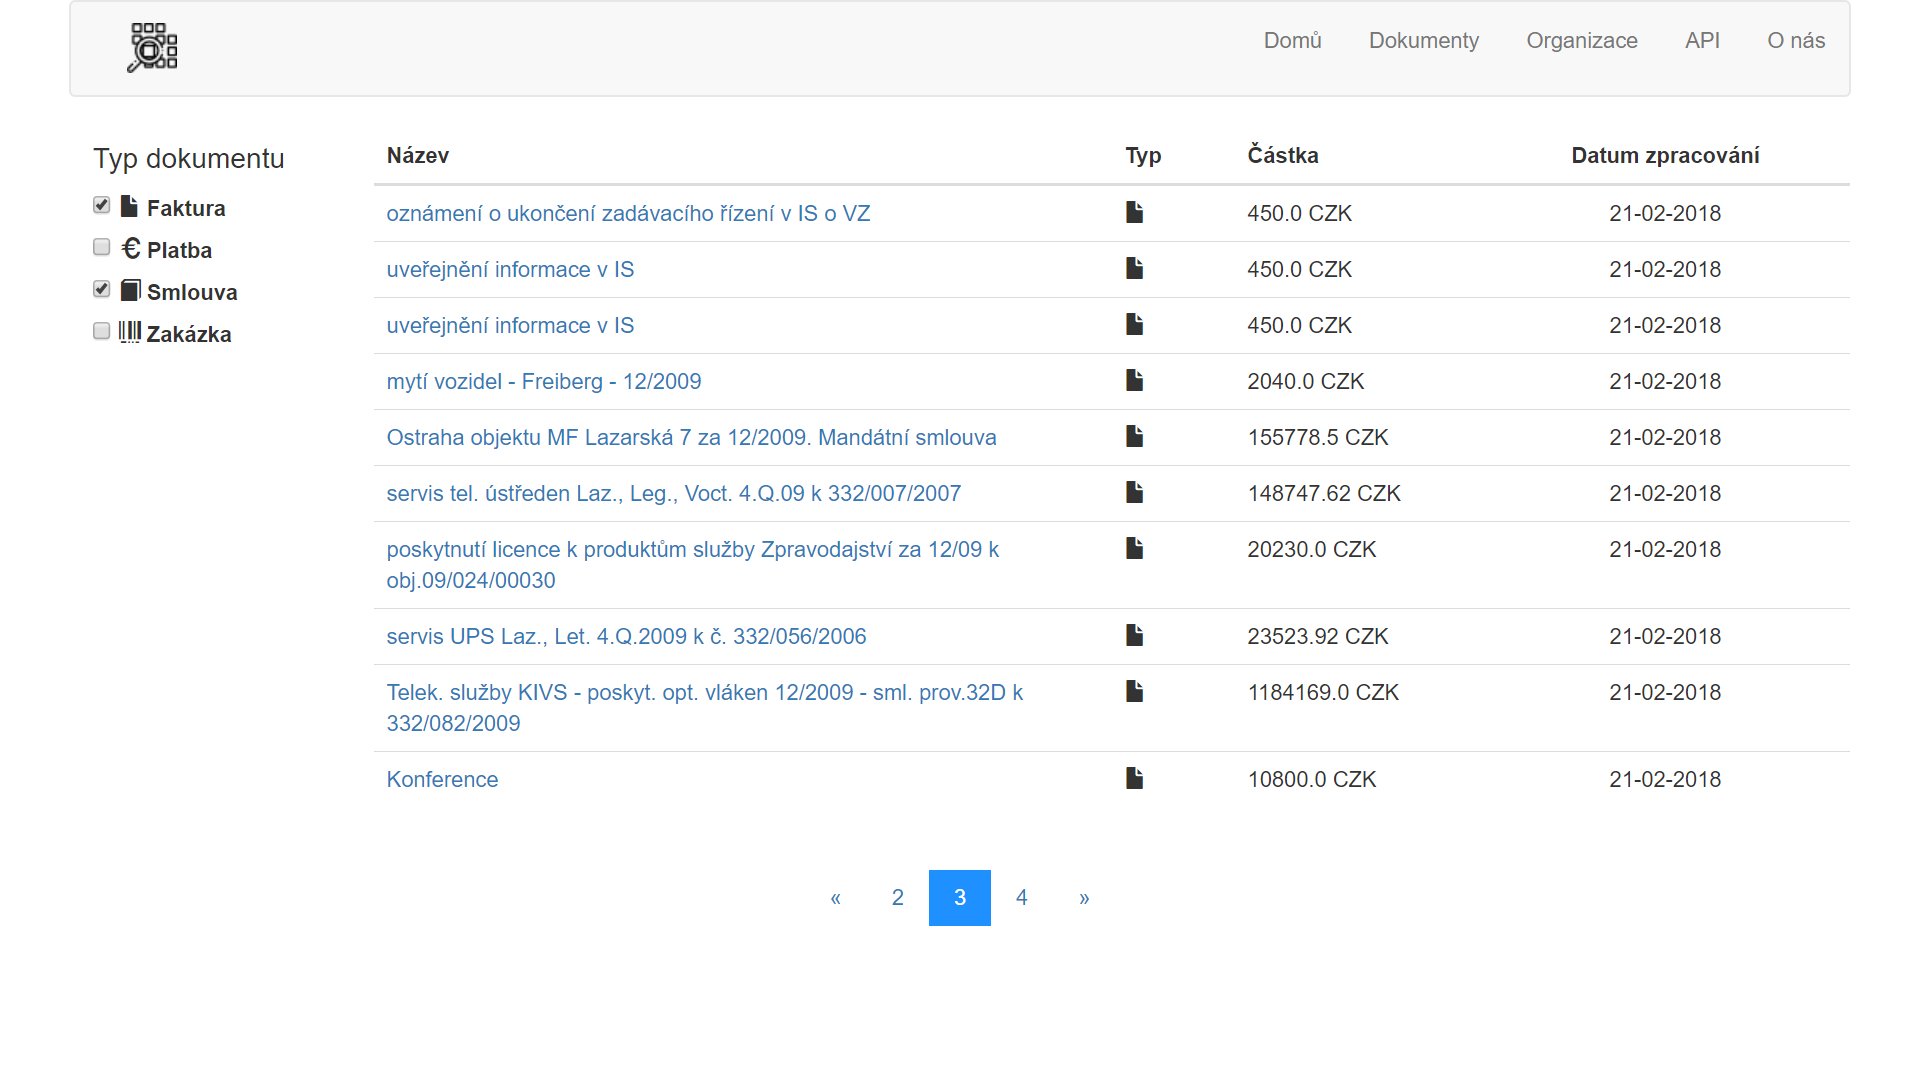 Domů Dokumenty Organizace API O nás
Typ dokumentu
Faktura
€ Platba
Smlouva
Zakázka
Název Typ Částka Datum zpracování
oznámení o ukončení zadávacího řízení v IS o VZ 450.0 CZK 21-02-2018
uveřejnění informace v IS 450.0 CZK 21-02-2018
uveřejnění informace v IS 450.0 CZK 21-02-2018
mytí vozidel - Freiberg - 12/2009 2040.0 CZK 21-02-2018
Ostraha objektu MF Lazarská 7 za 12/2009. Mandátní smlouva 155778.5 CZK 21-02-2018
servis tel. ústředen Laz., Leg., Voct. 4.Q.09 k 332/007/2007 148747.62 CZK 21-02-2018
poskytnutí licence k produktům služby Zpravodajství za 12/09 k 20230.0 CZK 21-02-2018
obj.09/024/00030
servis UPS Laz., Let. 4.Q.2009 k č. 332/056/2006 23523.92 CZK 21-02-2018
Telek. služby KIVS - poskyt. opt. vláken 12/2009 - sml. prov.32D k 1184169.0 CZK 21-02-2018
332/082/2009
Konference 10800.0 CZK 21-02-2018
« 2 3 4 »